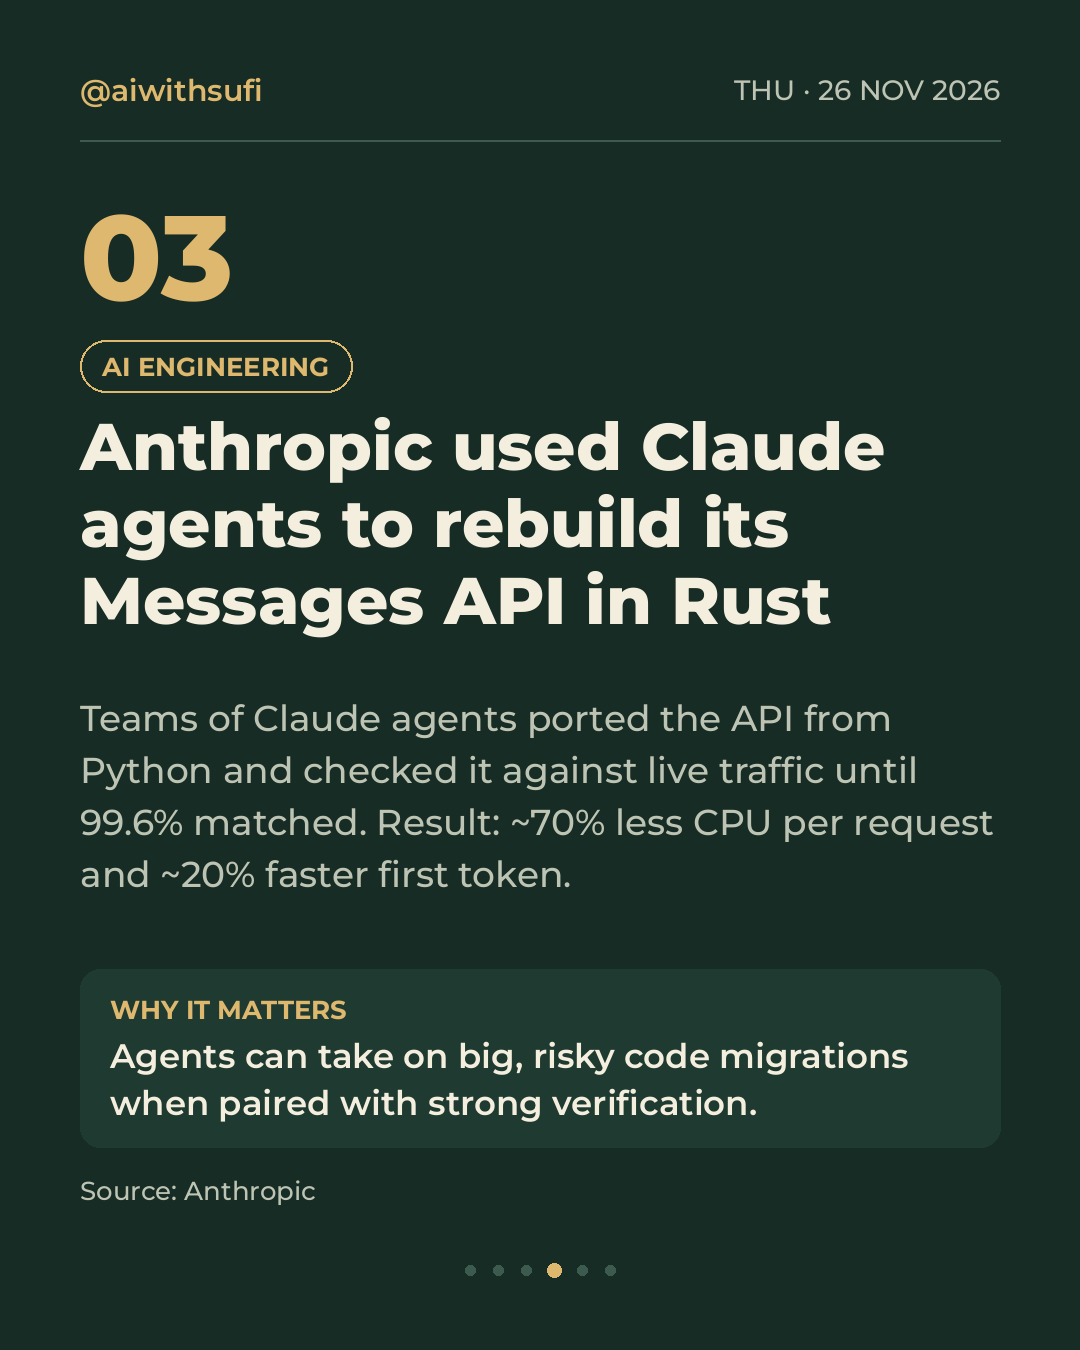 @aiwithsufi
THU · 26 NOV 2026
03
AI ENGINEERING
Anthropic used Claude
agents to rebuild its
Messages API in Rust
Teams of Claude agents ported the API from
Python and checked it against live traffic until
99.6% matched. Result: ~70% less CPU per request
and ~20% faster first token.
WHY IT MATTERS
Agents can take on big, risky code migrations
when paired with strong verification.
Source: Anthropic